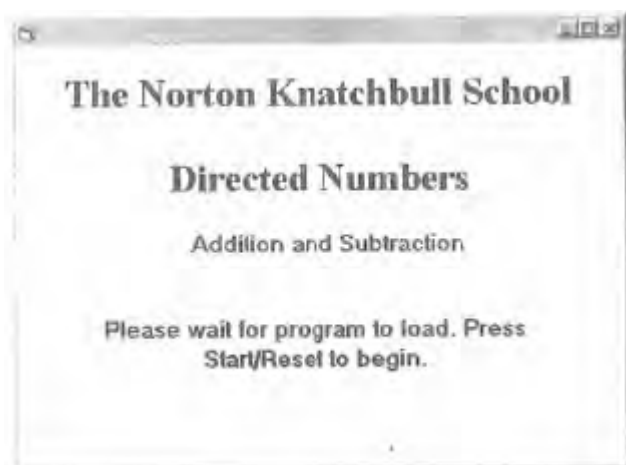 The Norton Knatchbull School
Directed Numbers
Addition and Subtraction
Please wait for program to load. Press
Start/Reset to begin.